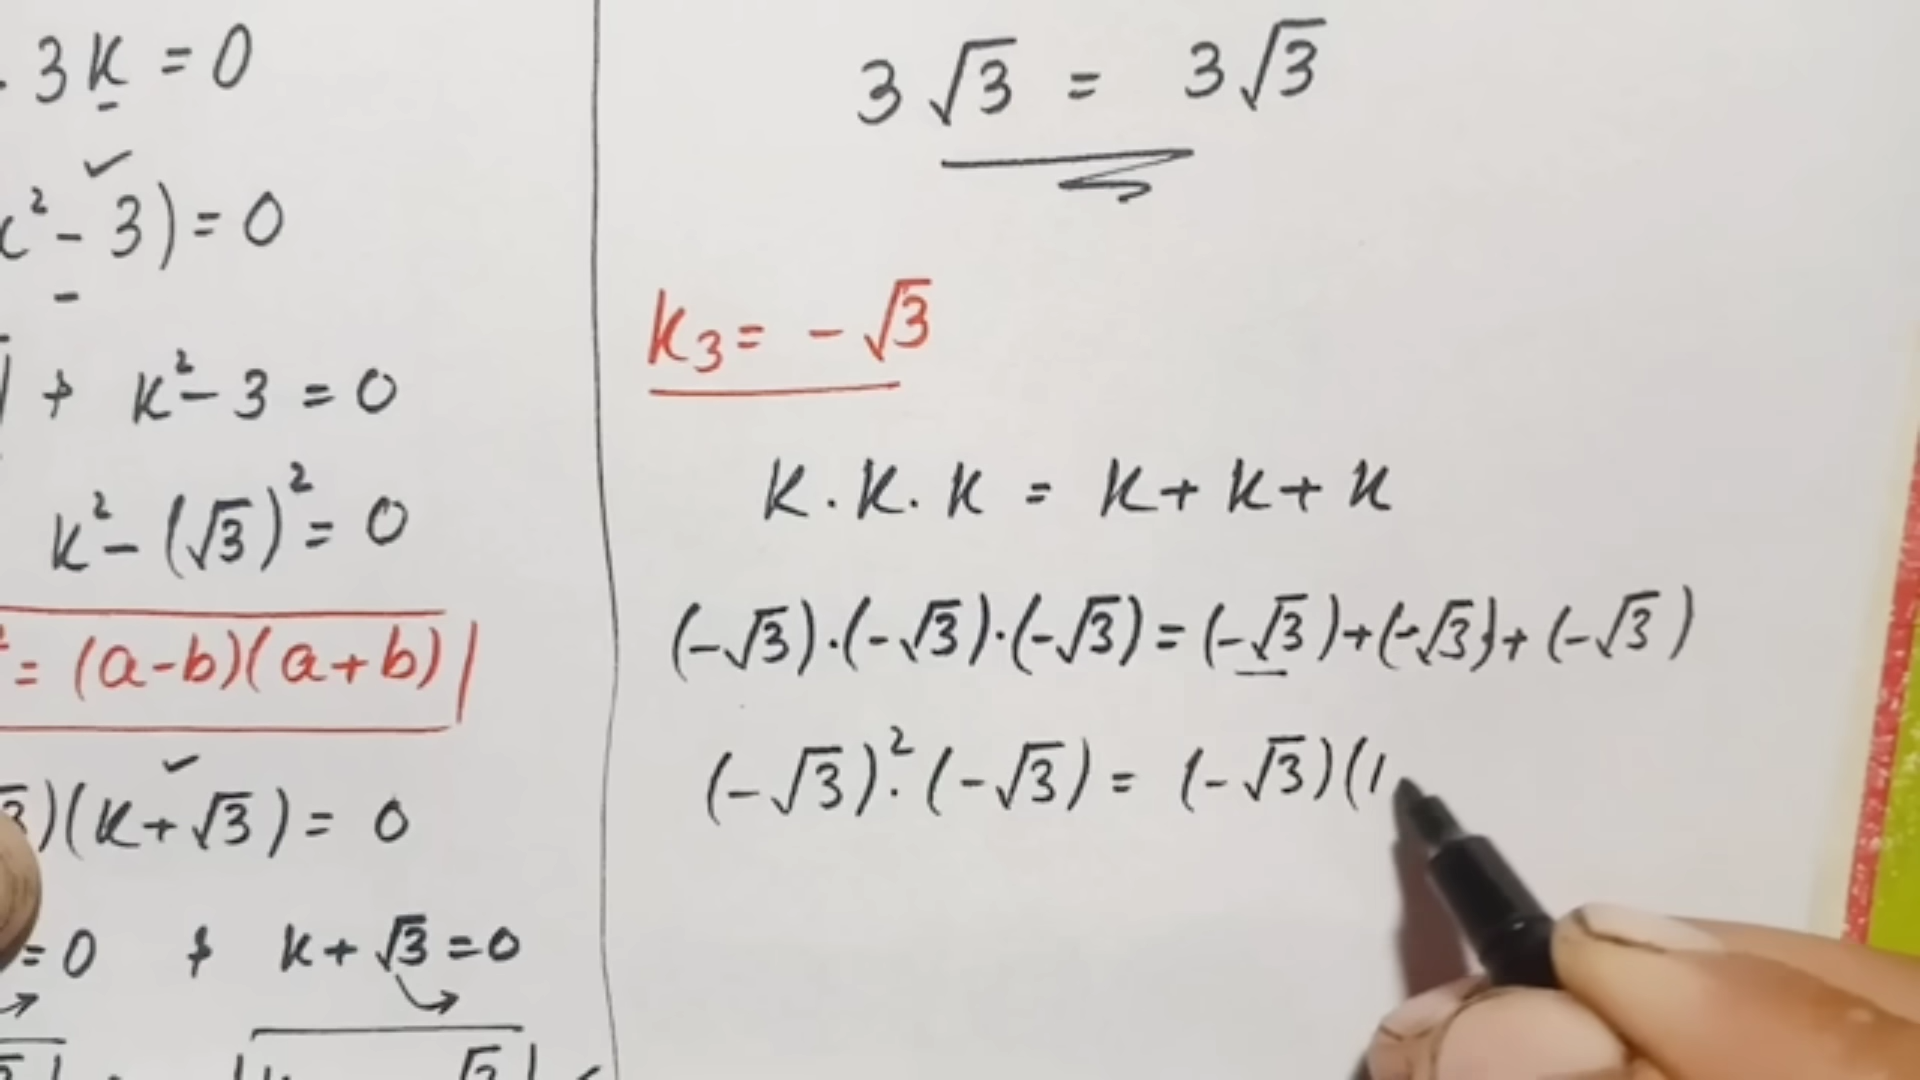 3k = 0
² - 3) = 0
+ k² - 3 = 0
k² - (√3)² = 0
= (a-b)(a+b)
)(k+√3) = 0
= 0 & k + √3 = 0
3√3 = 3√3
k₃ = -√3
k . k . k = k + k + k
(-√3)·(-√3)·(-√3) = (-√3)+(-√3)+(-√3)
(-√3)²·(-√3) = (-√3)(1